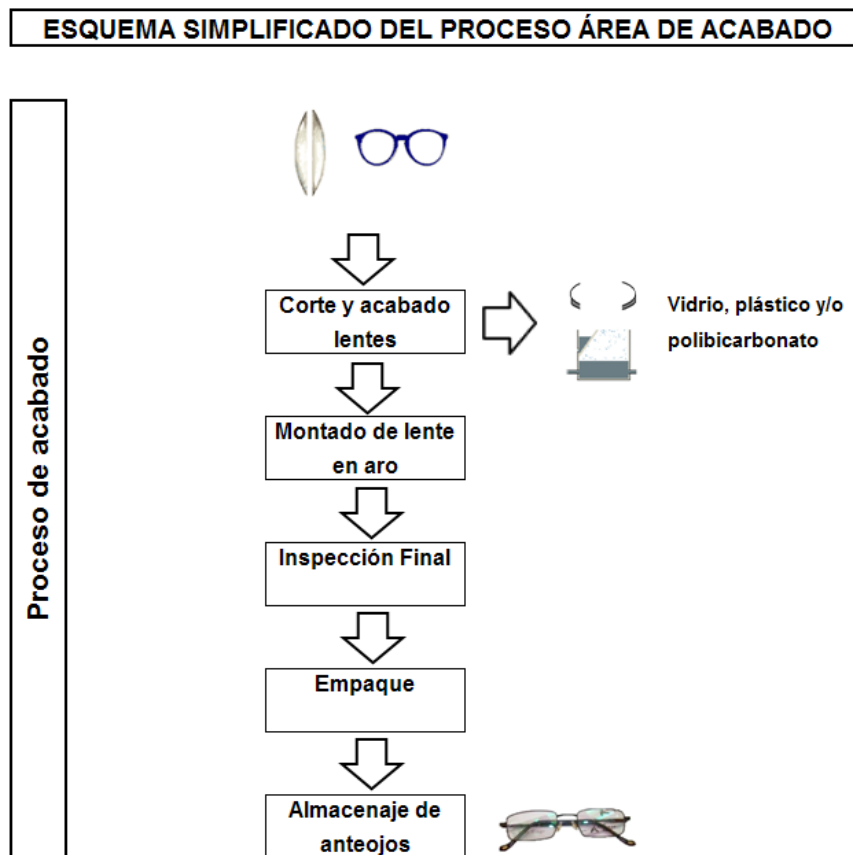 ESQUEMA SIMPLIFICADO DEL PROCESO ÁREA DE ACABADO
Proceso de acabado
Corte y acabado
lentes
Vidrio, plástico y/o
polibicarbonato
Montado de lente
en aro
Inspección Final
Empaque
Almacenaje de
anteojos